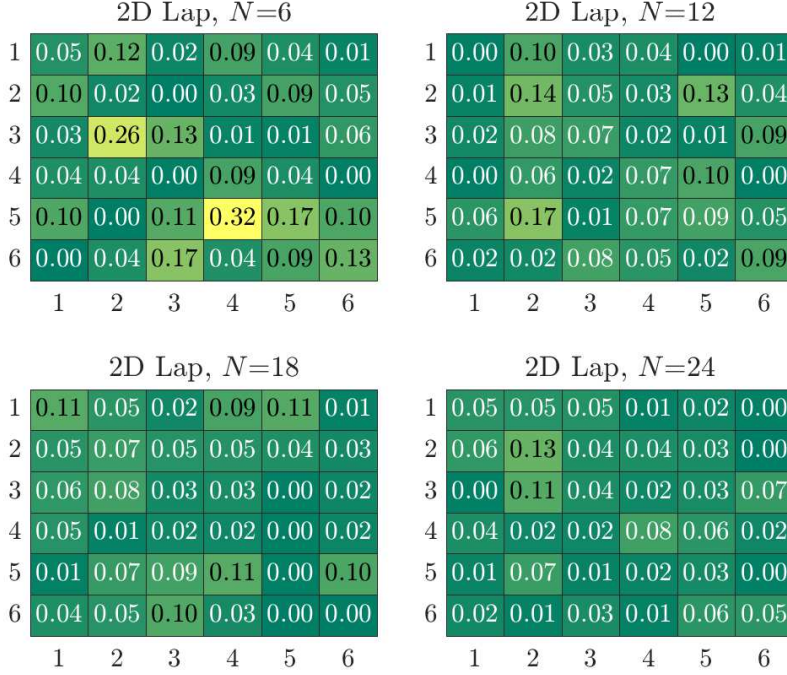 2D Lap, N=6
1 0.05 0.12 0.02 0.09 0.04 0.01
2 0.10 0.02 0.00 0.03 0.09 0.05
3 0.03 0.26 0.13 0.01 0.01 0.06
4 0.04 0.04 0.00 0.09 0.04 0.00
5 0.10 0.00 0.11 0.32 0.17 0.10
6 0.00 0.04 0.17 0.04 0.09 0.13
1 2 3 4 5 6
2D Lap, N=12
1 0.00 0.10 0.03 0.04 0.00 0.01
2 0.01 0.14 0.05 0.03 0.13 0.04
3 0.02 0.08 0.07 0.02 0.01 0.09
4 0.00 0.06 0.02 0.07 0.10 0.00
5 0.06 0.17 0.01 0.07 0.09 0.05
6 0.02 0.02 0.08 0.05 0.02 0.09
1 2 3 4 5 6
2D Lap, N=18
1 0.11 0.05 0.02 0.09 0.11 0.01
2 0.05 0.07 0.05 0.05 0.04 0.03
3 0.06 0.08 0.03 0.03 0.00 0.02
4 0.05 0.01 0.02 0.02 0.00 0.02
5 0.01 0.07 0.09 0.11 0.00 0.10
6 0.04 0.05 0.10 0.03 0.00 0.00
1 2 3 4 5 6
2D Lap, N=24
1 0.05 0.05 0.05 0.01 0.02 0.00
2 0.06 0.13 0.04 0.04 0.03 0.00
3 0.00 0.11 0.04 0.02 0.03 0.07
4 0.04 0.02 0.02 0.08 0.06 0.02
5 0.01 0.07 0.01 0.02 0.03 0.00
6 0.02 0.01 0.03 0.01 0.06 0.05
1 2 3 4 5 6